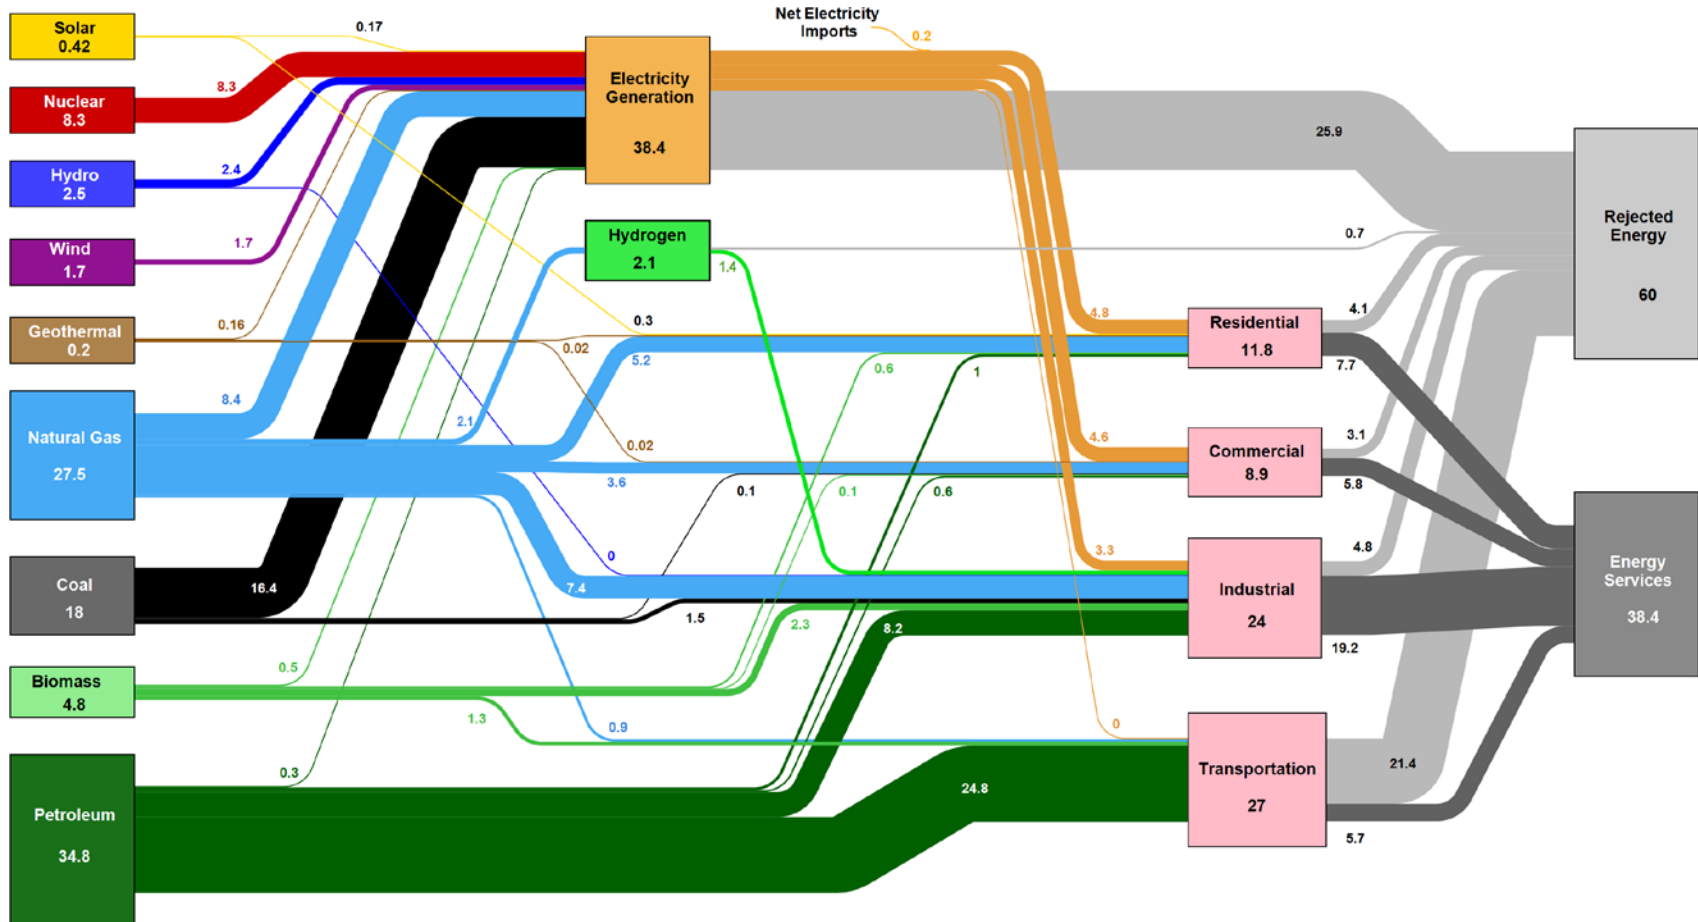 Solar
0.42
0.17
Net Electricity
Imports
0.2
Electricity
Generation
38.4
Nuclear
8.3
8.3
25.9
Hydro
2.5
2.4
Rejected
Energy
60
Wind
1.7
1.7
Hydrogen
2.1
1.4
0.7
Geothermal
0.2
0.16
0.02
0.3
5.2
4.8
Residential
11.8
4.1
7.7
Natural Gas
27.5
8.4
2.1
0.6
1
0.02
3.6
0.1
0.1
0.6
4.6
Commercial
8.9
3.1
5.8
Coal
18
16.4
0
7.4
1.5
3.3
Industrial
24
4.8
19.2
Energy
Services
38.4
Biomass
4.8
0.5
2.3
8.2
1.3
0.9
0
Petroleum
34.8
0.3
24.8
Transportation
27
21.4
5.7